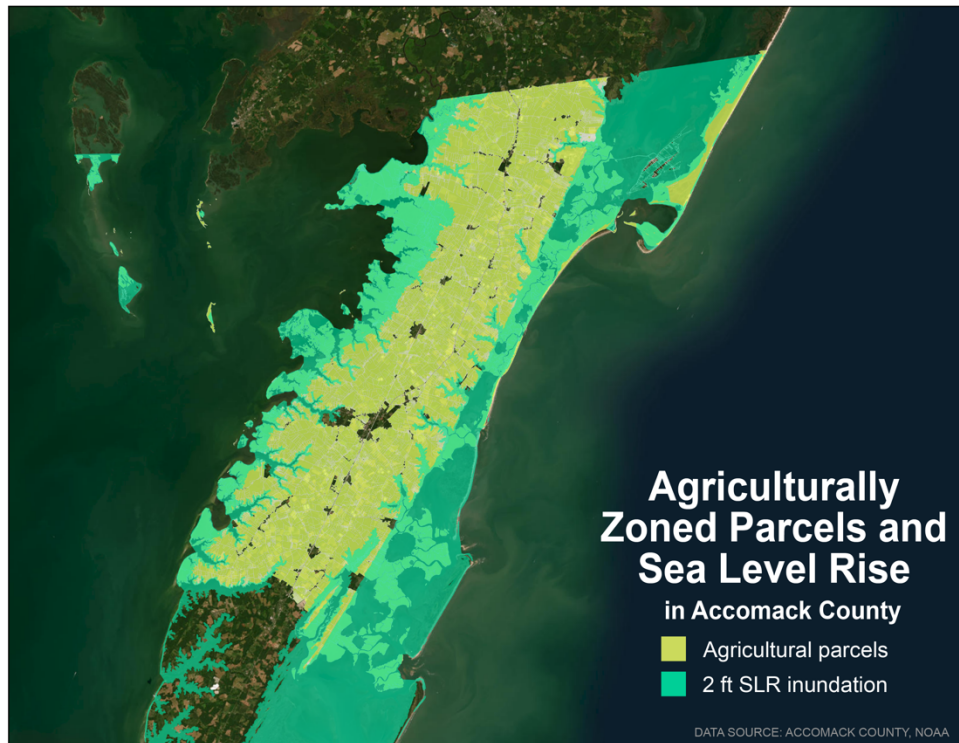 Agriculturally
Zoned Parcels and
Sea Level Rise
in Accomack County
Agricultural parcels
2 ft SLR inundation
DATA SOURCE: ACCOMACK COUNTY, NOAA